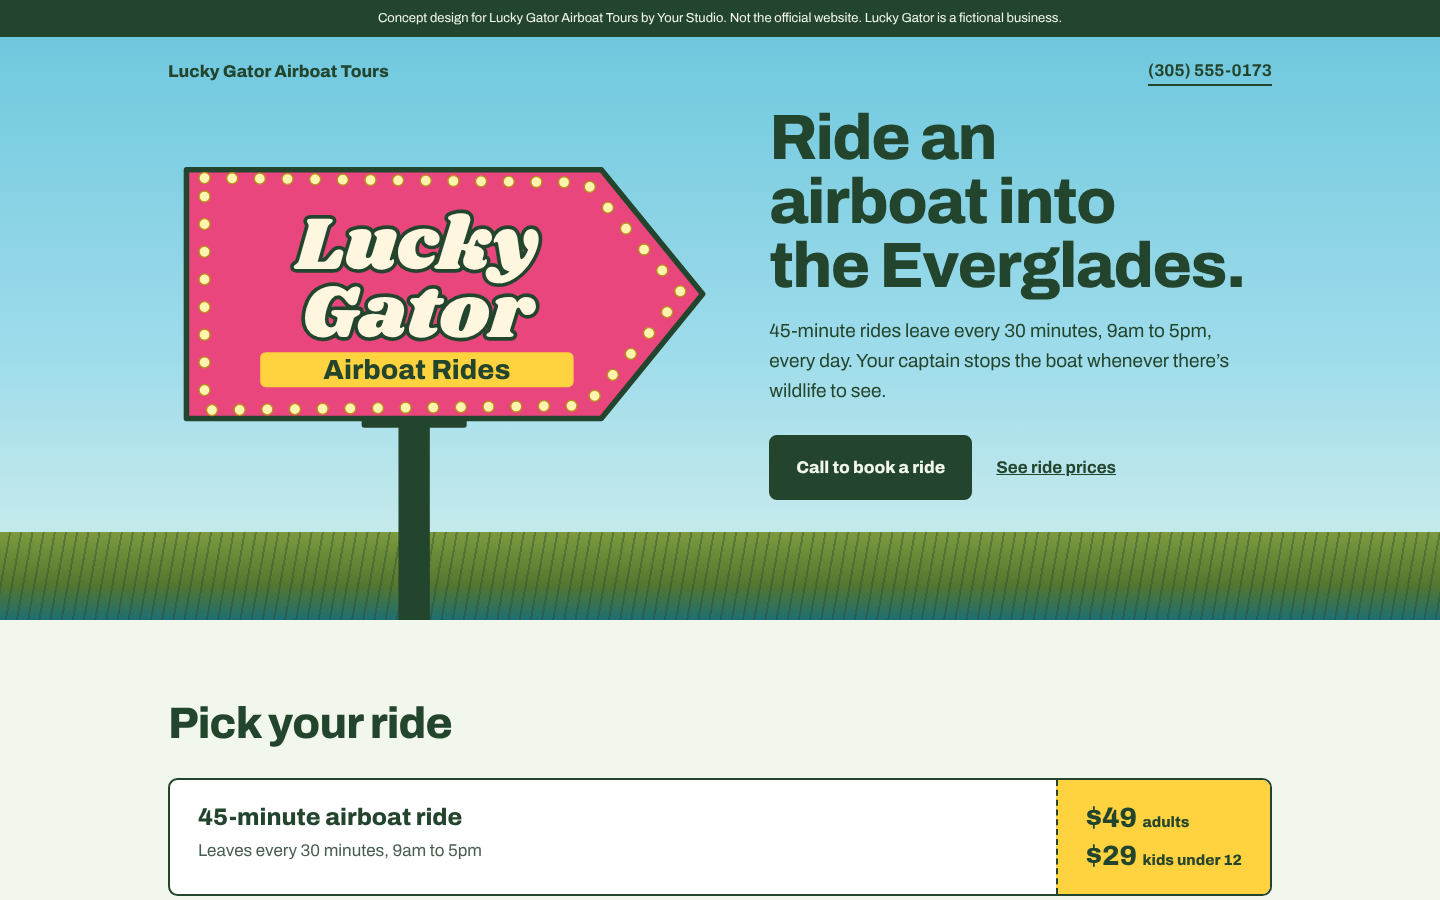 Concept design for Lucky Gator Airboat Tours by Your Studio. Not the official website. Lucky Gator is a fictional business.
Lucky Gator Airboat Tours
(305) 555-0173
Lucky
Gator
Airboat Rides
Ride an
airboat into
the Everglades.
45-minute rides leave every 30 minutes, 9am to 5pm,
every day. Your captain stops the boat whenever there’s
wildlife to see.
Call to book a ride
See ride prices
Pick your ride
45-minute airboat ride
Leaves every 30 minutes, 9am to 5pm
$49 adults
$29 kids under 12